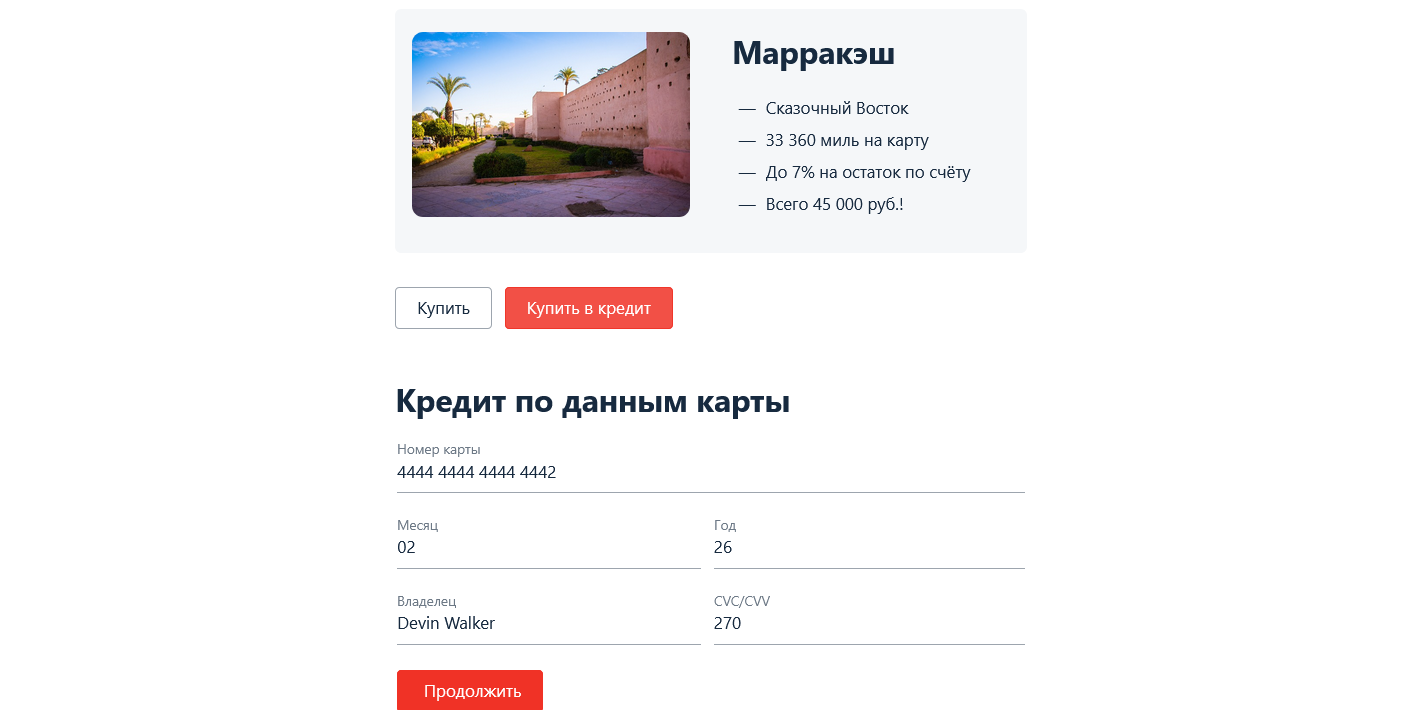 Марракэш
— Сказочный Восток
— 33 360 миль на карту
— До 7% на остаток по счёту
— Всего 45 000 руб.!
Купить Купить в кредит
Кредит по данным карты
Номер карты
4444 4444 4444 4442
Месяц Год
02 26
Владелец CVC/CVV
Devin Walker 270
Продолжить